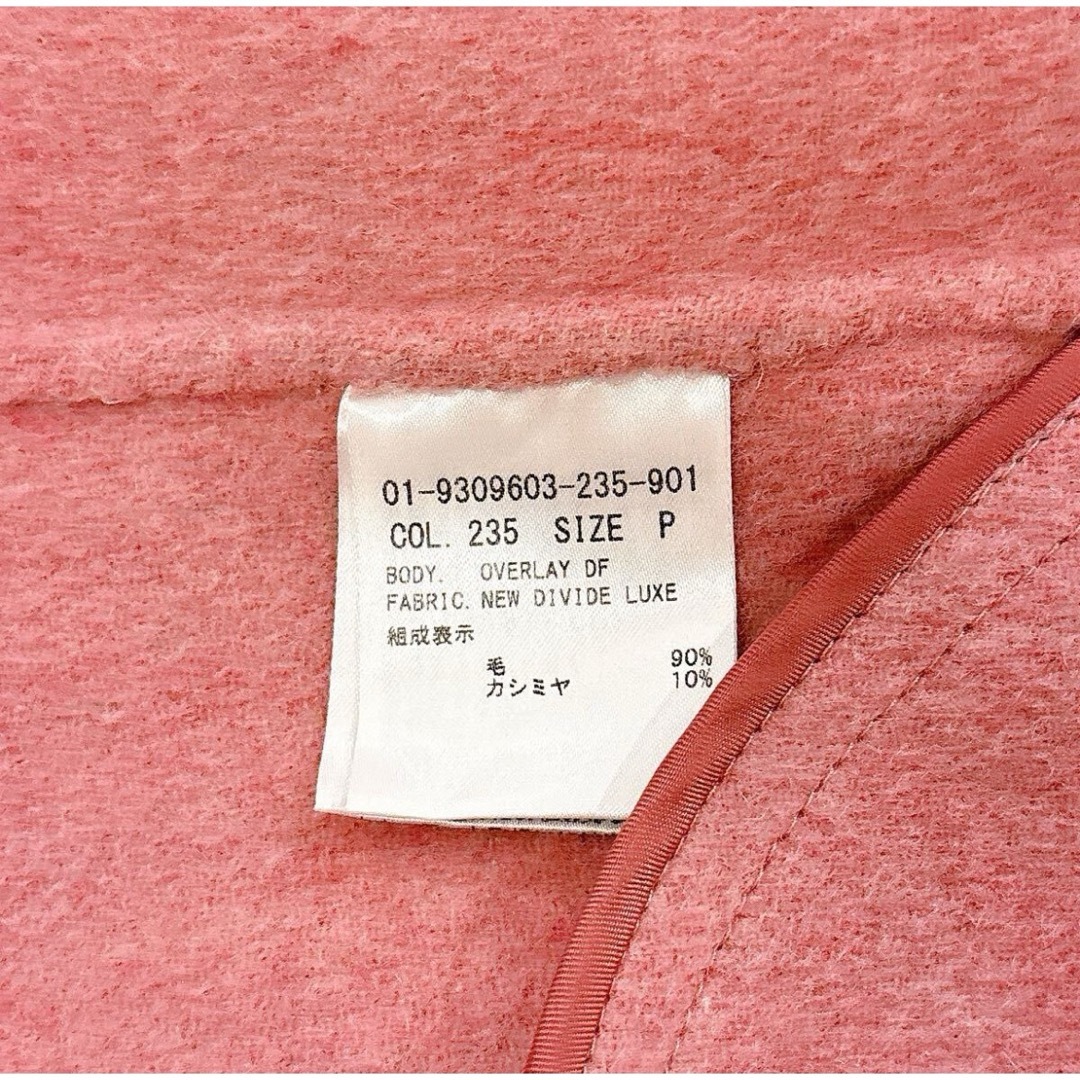 01-9309603-235-901
COL. 235 SIZE P
BODY. OVERLAY DF
FABRIC. NEW DIVIDE LUXE
組成表示
毛 90%
カシミヤ 10%